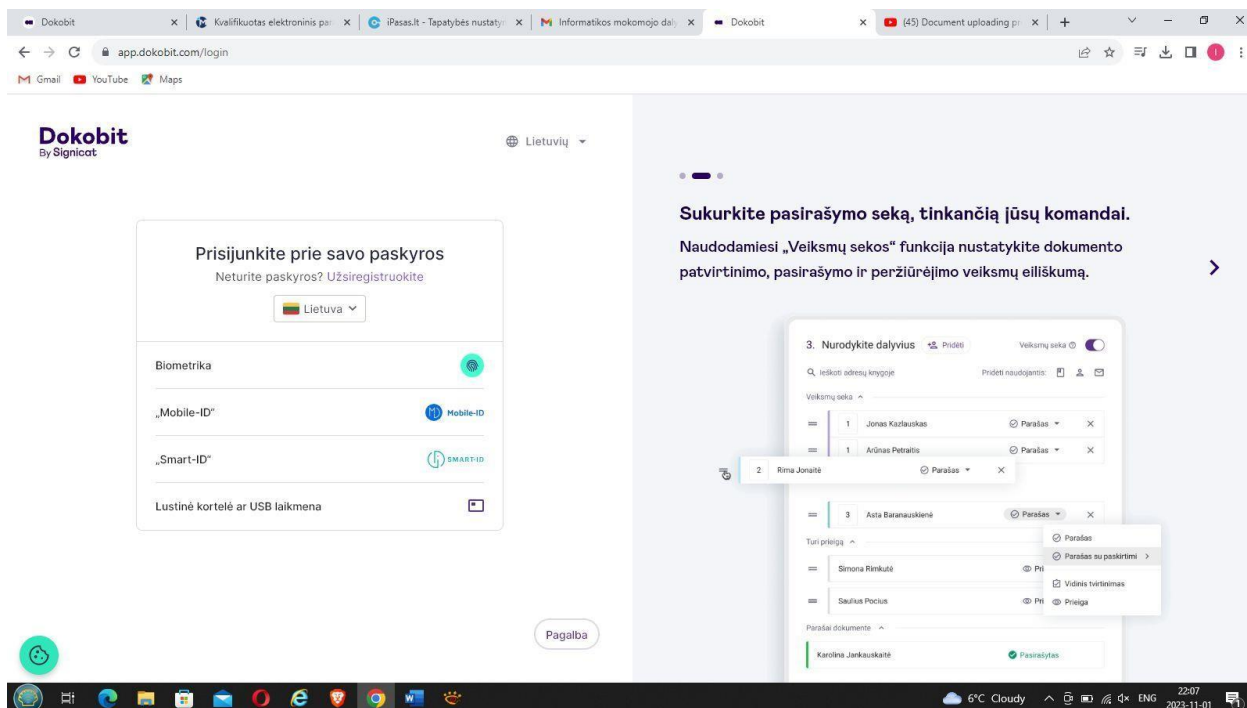 Dokobit
Kvalifikuotas elektroninis pa
iPasas.lt - Tapatybės nustaty
Informatikos mokomojo daly
Dokobit
(45) Document uploading pr
app.dokobit.com/login
Gmail
YouTube
Maps
Dokobit
By Signicat
Lietuvių
Prisijunkite prie savo paskyros
Neturite paskyros? Užsiregistruokite
Lietuva
Biometrika
„Mobile-ID“
Mobile-ID
„Smart-ID“
SMART-ID
Lustinė kortelė ar USB laikmena
Pagalba
Sukurkite pasirašymo seką, tinkančią jūsų komandai.
Naudodamiesi „Veiksmų sekos“ funkcija nustatykite dokumento
patvirtinimo, pasirašymo ir peržiūrėjimo veiksmų eiliškumą.
3. Nurodykite dalyvius Pridėti Veiksmų seka
Ieškoti adresų knygoje Pridėti naudojantis:
Veiksmų seka
1 Jonas Kazlauskas Parašas
1 Arūnas Petraitis Parašas
2 Rima Jonaitė Parašas
3 Asta Baranauskienė Parašas
Turi prieigą
Parašas
Parašas su paskirtimi
Simona Rimkutė Pri
Vidinis tvirtinimas
Saulius Pocius Pri
Prieiga
Parašai dokumente
Karolina Jankauskaitė Pasirašytas
6°C Cloudy
ENG
22:07
2023-11-01